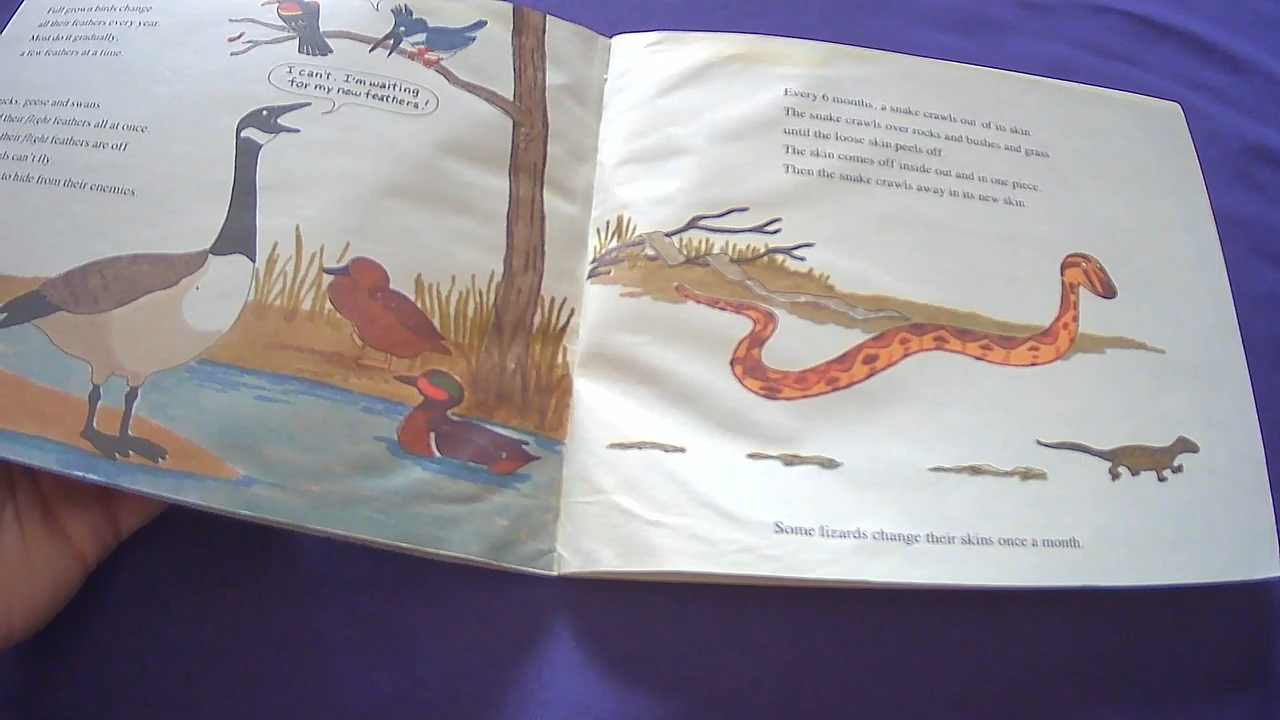 Full grown birds change
all their feathers every year.
Most do it gradually,
a few feathers at a time.
I can't. I'm waiting
for my new feathers!
geese and swans
their flight feathers all at once.
their flight feathers are off
can't fly
to hide from their enemies.
Every 6 months, a snake crawls out of its skin.
The snake crawls over rocks and bushes and grass
until the loose skin peels off.
The skin comes off inside out and in one piece.
Then the snake crawls away in its new skin.
Some lizards change their skins once a month.